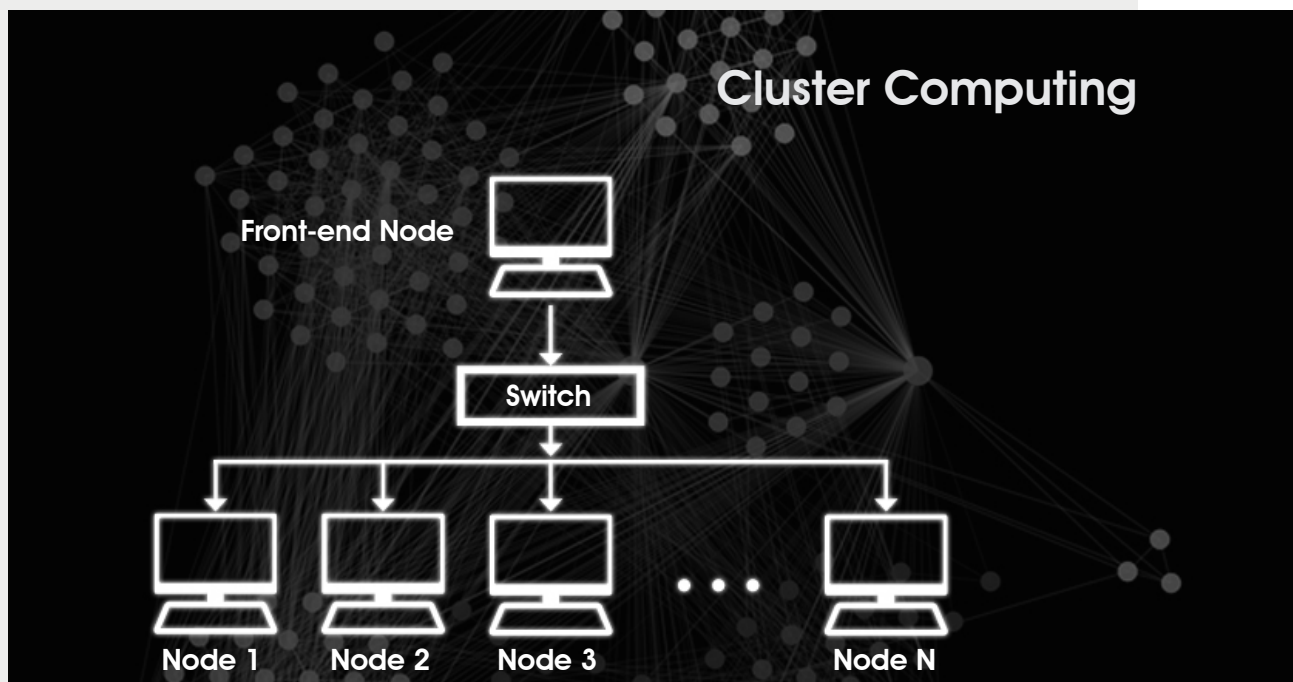 Cluster Computing
Front-end Node
Switch
Node 1
Node 2
Node 3
Node N